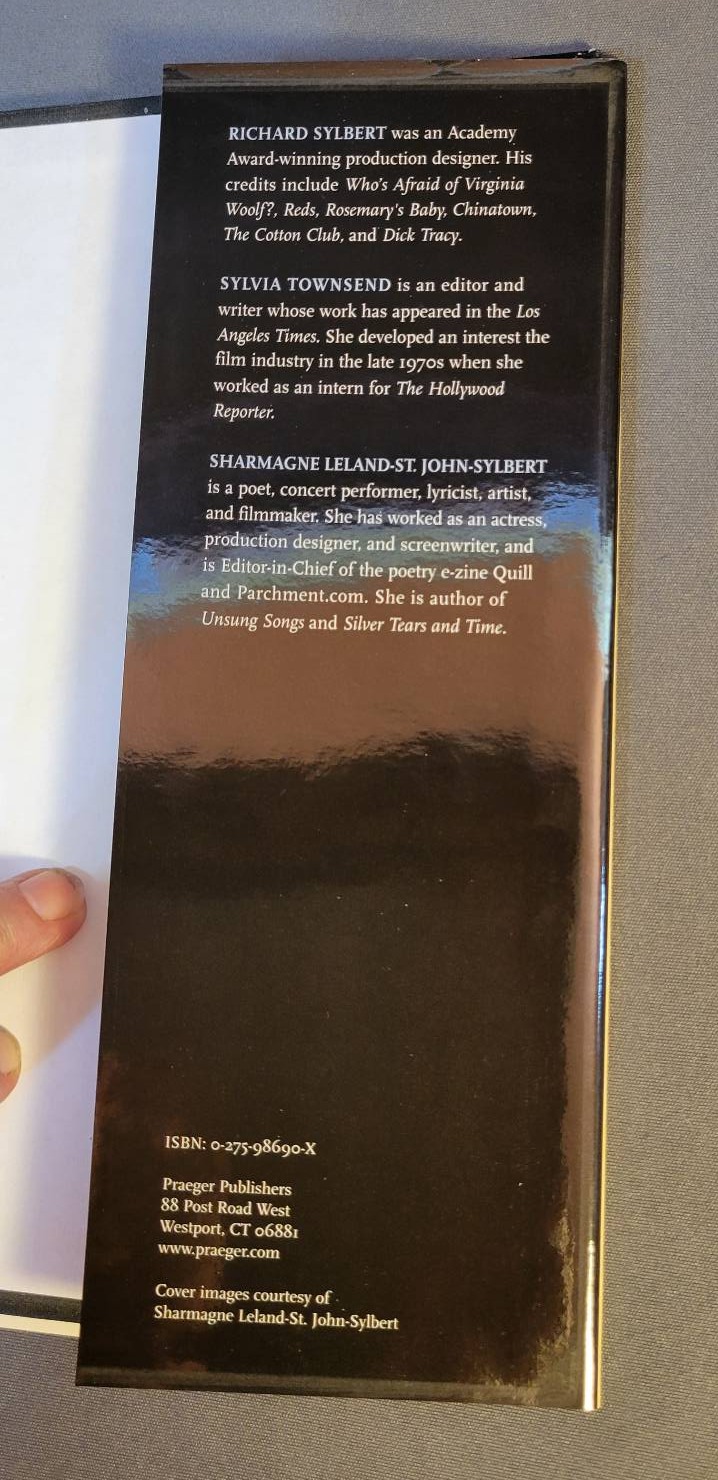 RICHARD SYLBERT was an Academy
Award-winning production designer. His
credits include Who's Afraid of Virginia
Woolf?, Reds, Rosemary's Baby, Chinatown,
The Cotton Club, and Dick Tracy.
SYLVIA TOWNSEND is an editor and
writer whose work has appeared in the Los
Angeles Times. She developed an interest the
film industry in the late 1970s when she
worked as an intern for The Hollywood
Reporter.
SHARMAGNE LELAND-ST. JOHN-SYLBERT
is a poet, concert performer, lyricist, artist,
and filmmaker. She has worked as an actress,
production designer, and screenwriter, and
is Editor-in-Chief of the poetry e-zine Quill
and Parchment.com. She is author of
Unsung Songs and Silver Tears and Time.
ISBN: 0-275-98690-X
Praeger Publishers
88 Post Road West
Westport, CT 06881
www.praeger.com
Cover images courtesy of
Sharmagne Leland-St. John-Sylbert